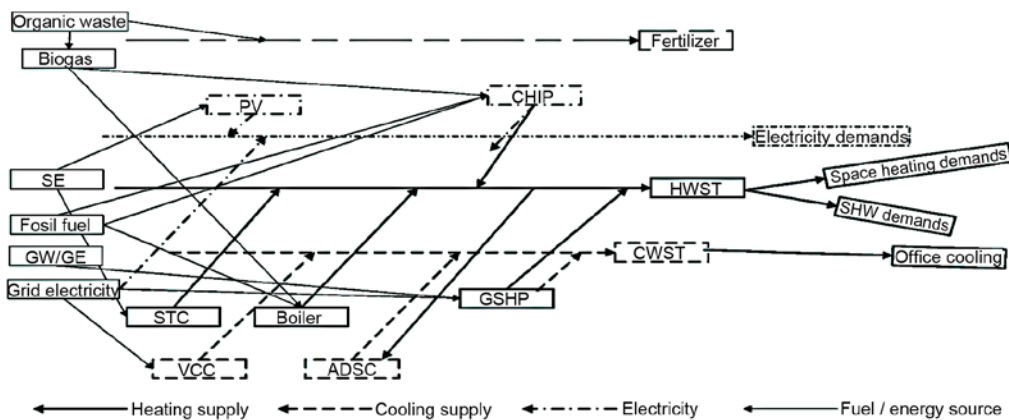 Organic waste
Fertilizer
Biogas
PV
CHIP
Electricity demands
SE
Space heating demands
HWST
SHW demands
Fosil fuel
GW/GE
CWST
Office cooling
Grid electricity
GSHP
STC
Boiler
VCC
ADSC
Heating supply
Cooling supply
Electricity
Fuel / energy source